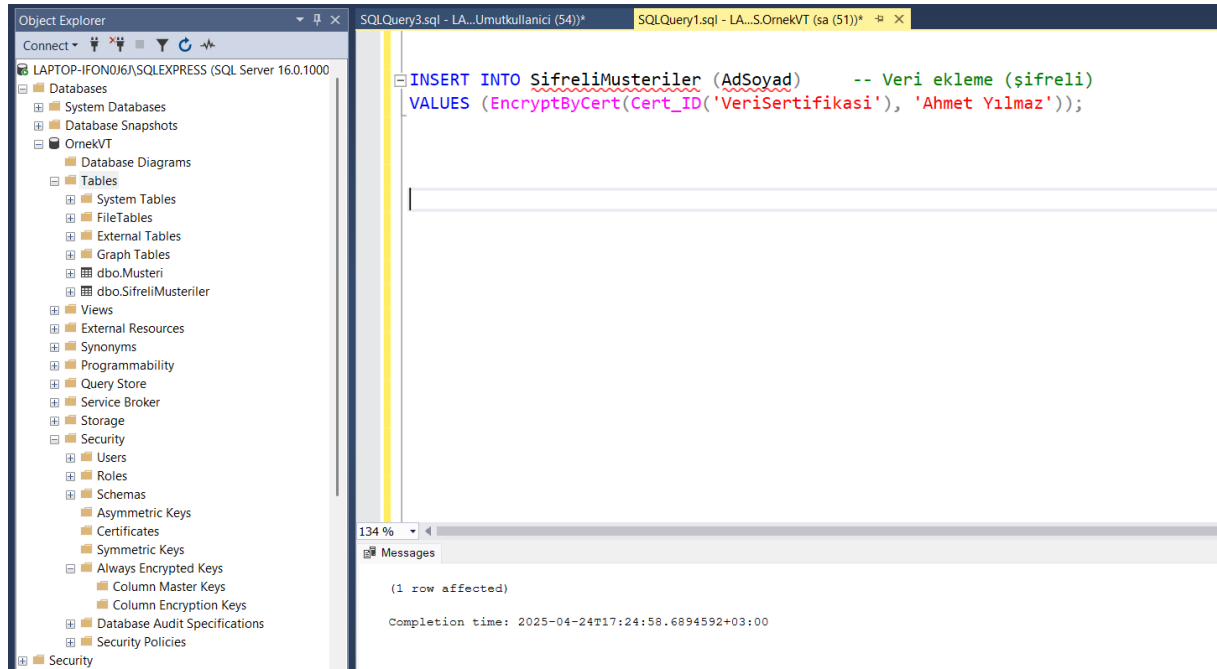 Object Explorer
Connect
LAPTOP-IFON0J6J\SQLEXPRESS (SQL Server 16.0.1000
Databases
System Databases
Database Snapshots
OrnekVT
Database Diagrams
Tables
System Tables
FileTables
External Tables
Graph Tables
dbo.Musteri
dbo.SifreliMusteriler
Views
External Resources
Synonyms
Programmability
Query Store
Service Broker
Storage
Security
Users
Roles
Schemas
Asymmetric Keys
Certificates
Symmetric Keys
Always Encrypted Keys
Column Master Keys
Column Encryption Keys
Database Audit Specifications
Security Policies
Security
SQLQuery3.sql - LA...Umutkullanici (54))*
SQLQuery1.sql - LA...S.OrnekVT (sa (51))*
INSERT INTO SifreliMusteriler (AdSoyad) -- Veri ekleme (şifreli)
VALUES (EncryptByCert(Cert_ID('VeriSertifikasi'), 'Ahmet Yılmaz'));
134 %
Messages
(1 row affected)
Completion time: 2025-04-24T17:24:58.6894592+03:00